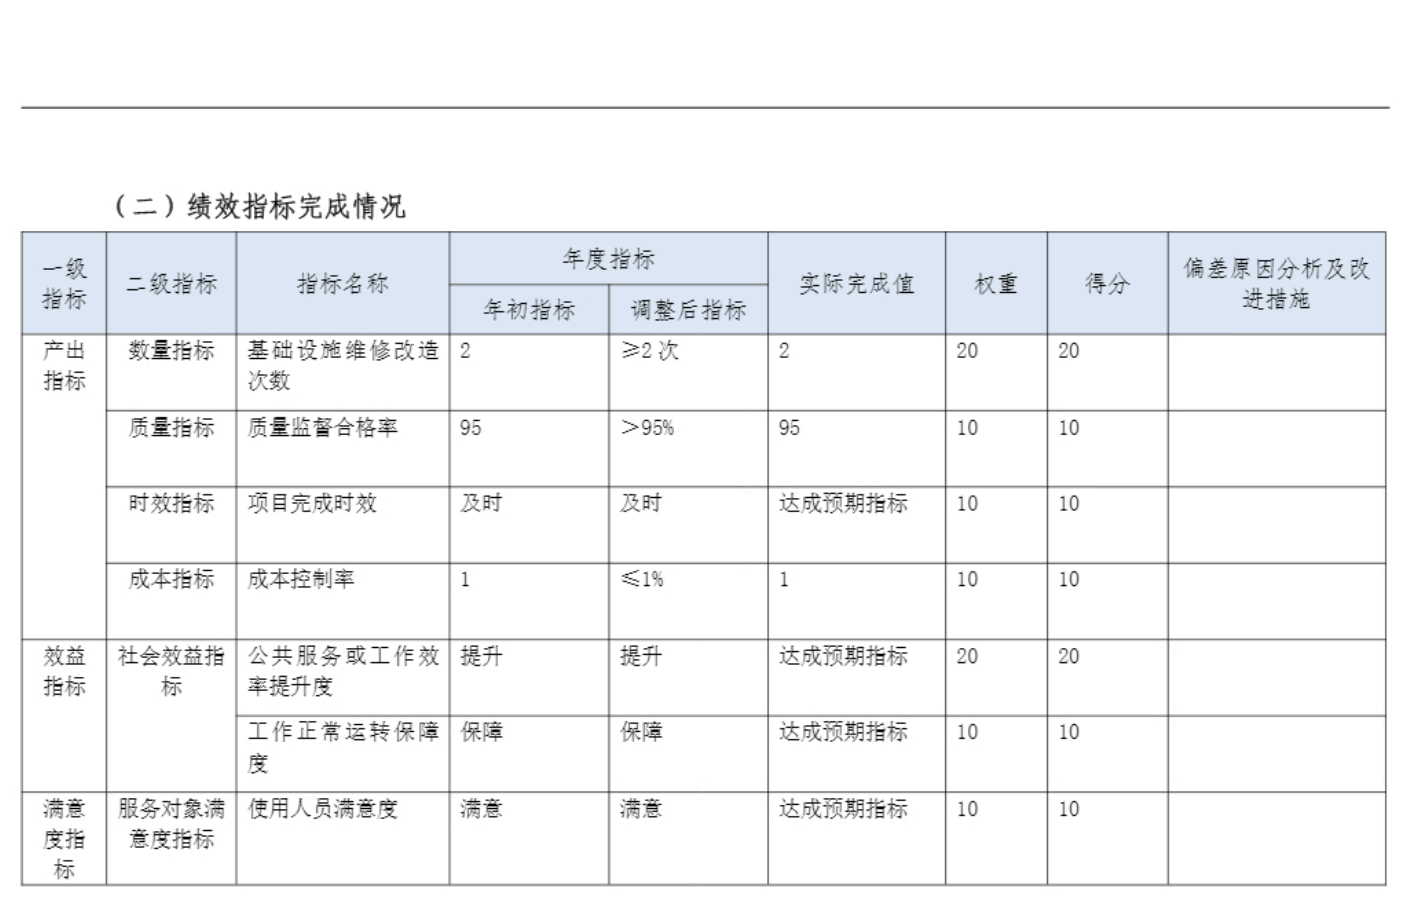 （二）绩效指标完成情况
一级
指标
二级指标
指标名称
年度指标
年初指标
调整后指标
实际完成值
权重
得分
偏差原因分析及改
进措施
产出
指标
数量指标
基础设施维修改造
次数
2
≥2 次
2
20
20
质量指标
质量监督合格率
95
＞95%
95
10
10
时效指标
项目完成时效
及时
及时
达成预期指标
10
10
成本指标
成本控制率
1
≤1%
1
10
10
效益
指标
社会效益指
标
公共服务或工作效
率提升度
提升
提升
达成预期指标
20
20
工作正常运转保障
度
保障
保障
达成预期指标
10
10
满意
度指
标
服务对象满
意度指标
使用人员满意度
满意
满意
达成预期指标
10
10